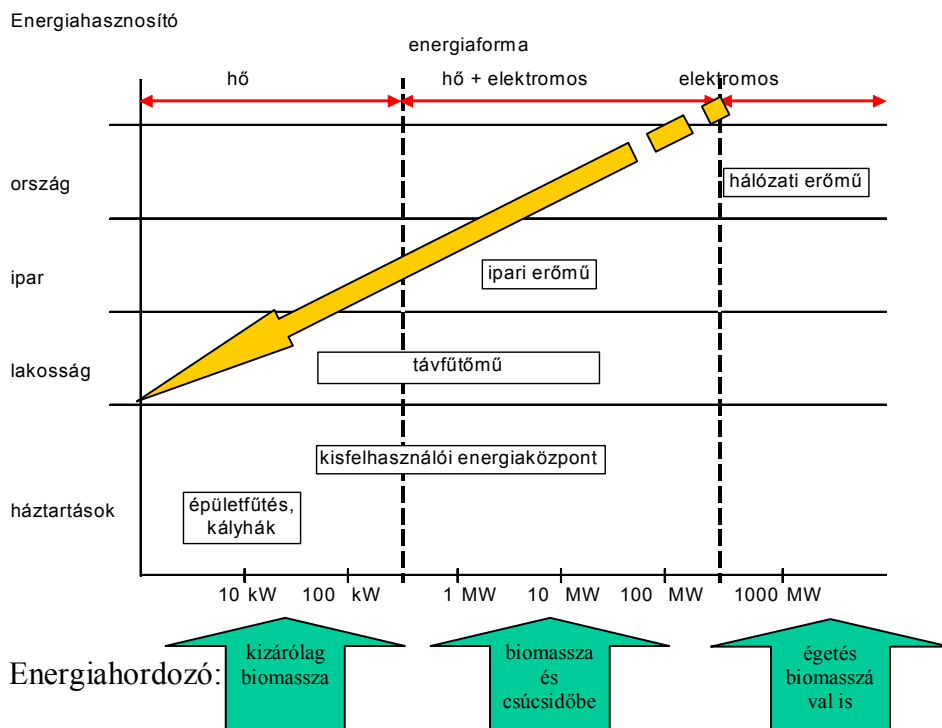 Energiahasznosító
energiaforma
hő
hő + elektromos
elektromos
ország
hálózati erőmű
ipar
ipari erőmű
lakosság
távfűtőmű
kisfelhasználói energiaközpont
háztartások
épületfűtés,
kályhák
10 kW 100 kW 1 MW 10 MW 100 MW 1000 MW
Energiahordozó:
kizárólag
biomassza
biomassza
és
csúcsidőbe
égetés
biomasszá
val is